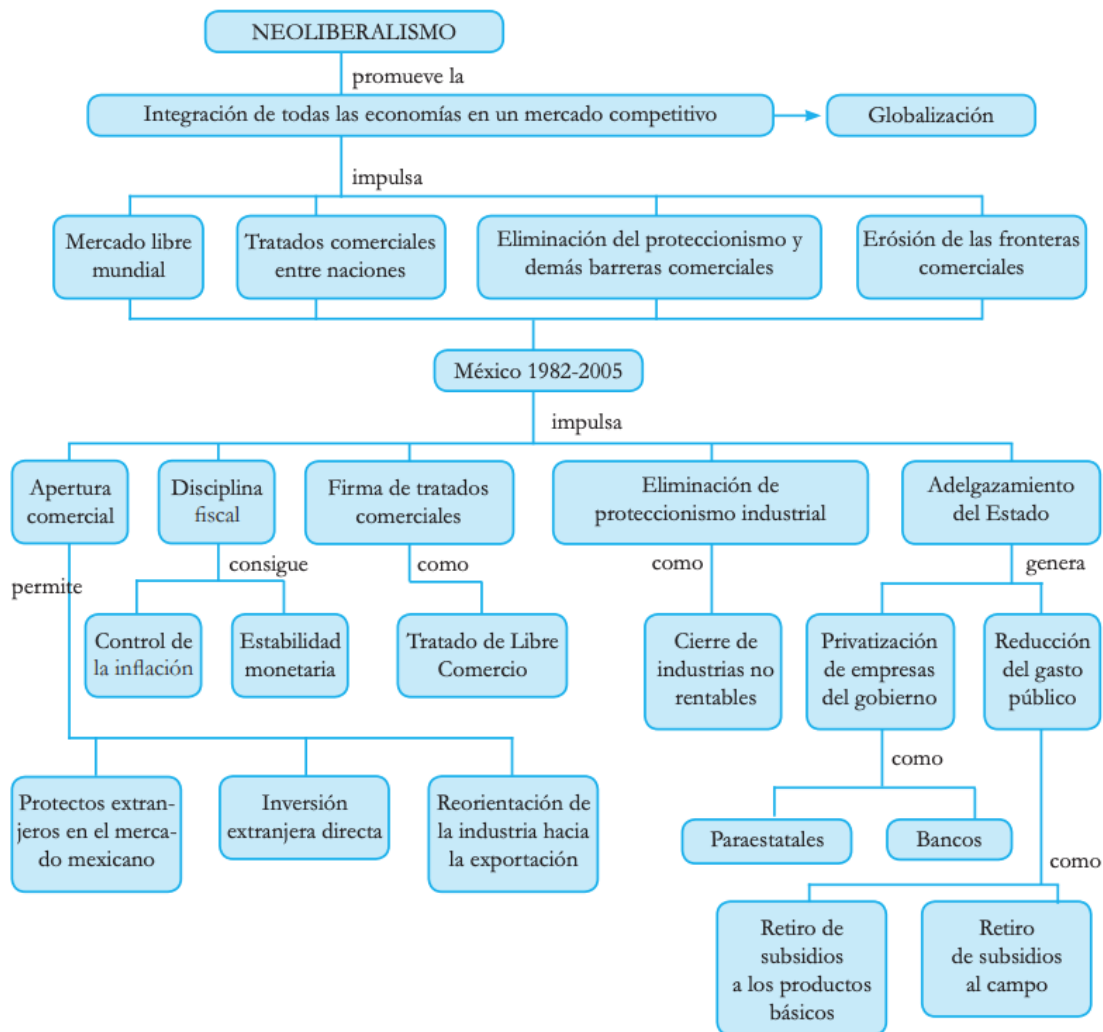 NEOLIBERALISMO
promueve la
Integración de todas las economías en un mercado competitivo
Globalización
impulsa
Mercado libre
mundial
Tratados comerciales
entre naciones
Eliminación del proteccionismo y
demás barreras comerciales
Erósión de las fronteras
comerciales
México 1982-2005
impulsa
Apertura
comercial
Disciplina
fiscal
Firma de tratados
comerciales
Eliminación de
proteccionismo industrial
Adelgazamiento
del Estado
permite
consigue
como
como
genera
Control de
la inflación
Estabilidad
monetaria
Tratado de Libre
Comercio
Cierre de
industrias no
rentables
Privatización
de empresas
del gobierno
Reducción
del gasto
público
Protectos extran-
jeros en el merca-
do mexicano
Inversión
extranjera directa
Reorientación de
la industria hacia
la exportación
como
Paraestatales
Bancos
como
Retiro de
subsidios
a los productos
básicos
Retiro
de subsidios
al campo